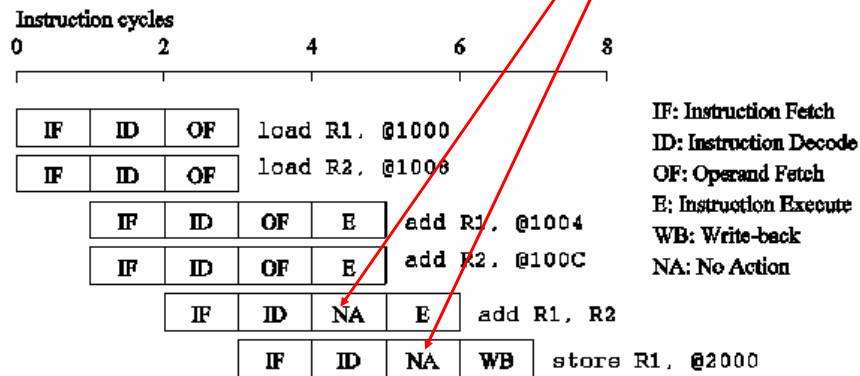 Instruction cycles
0 2 4 6 8
IF ID OF load R1, @1000
IF ID OF load R2, @1008
IF ID OF E add R1, @1004
IF ID OF E add R2, @100C
IF ID NA E add R1, R2
IF ID NA WB store R1, @2000
IF: Instruction Fetch
ID: Instruction Decode
OF: Operand Fetch
E: Instruction Execute
WB: Write-back
NA: No Action